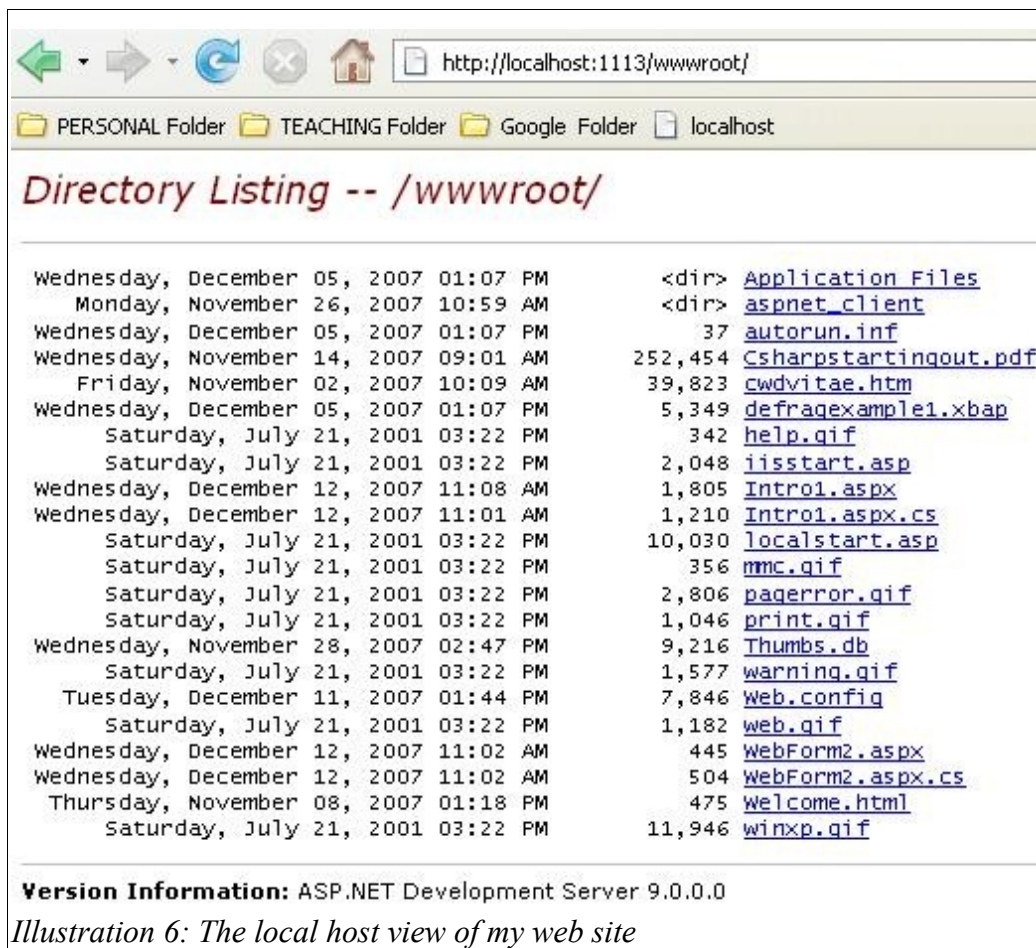 http://localhost:1113/wwwroot/
PERSONAL Folder TEACHING Folder Google Folder localhost
Directory Listing -- /wwwroot/
Wednesday, December 05, 2007 01:07 PM <dir> Application Files
Monday, November 26, 2007 10:59 AM <dir> aspnet_client
Wednesday, December 05, 2007 01:07 PM 37 autorun.inf
Wednesday, November 14, 2007 09:01 AM 252,454 Csharpstartingout.pdf
Friday, November 02, 2007 10:09 AM 39,823 cwdvitae.htm
Wednesday, December 05, 2007 01:07 PM 5,349 defragexample1.xbap
Saturday, July 21, 2001 03:22 PM 342 help.gif
Saturday, July 21, 2001 03:22 PM 2,048 iisstart.asp
Wednesday, December 12, 2007 11:08 AM 1,805 Intro1.aspx
Wednesday, December 12, 2007 11:01 AM 1,210 Intro1.aspx.cs
Saturday, July 21, 2001 03:22 PM 10,030 localstart.asp
Saturday, July 21, 2001 03:22 PM 356 mmc.gif
Saturday, July 21, 2001 03:22 PM 2,806 pagerror.gif
Saturday, July 21, 2001 03:22 PM 1,046 print.gif
Wednesday, November 28, 2007 02:47 PM 9,216 Thumbs.db
Saturday, July 21, 2001 03:22 PM 1,577 warning.gif
Tuesday, December 11, 2007 01:44 PM 7,846 Web.config
Saturday, July 21, 2001 03:22 PM 1,182 web.gif
Wednesday, December 12, 2007 11:02 AM 445 WebForm2.aspx
Wednesday, December 12, 2007 11:02 AM 504 WebForm2.aspx.cs
Thursday, November 08, 2007 01:18 PM 475 Welcome.html
Saturday, July 21, 2001 03:22 PM 11,946 winxp.gif
Version Information: ASP.NET Development Server 9.0.0.0
Illustration 6: The local host view of my web site